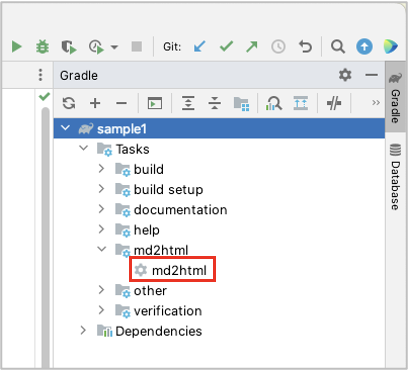 Git:
Gradle
sample1
Tasks
build
build setup
documentation
help
md2html
md2html
other
verification
Dependencies
Gradle
Database